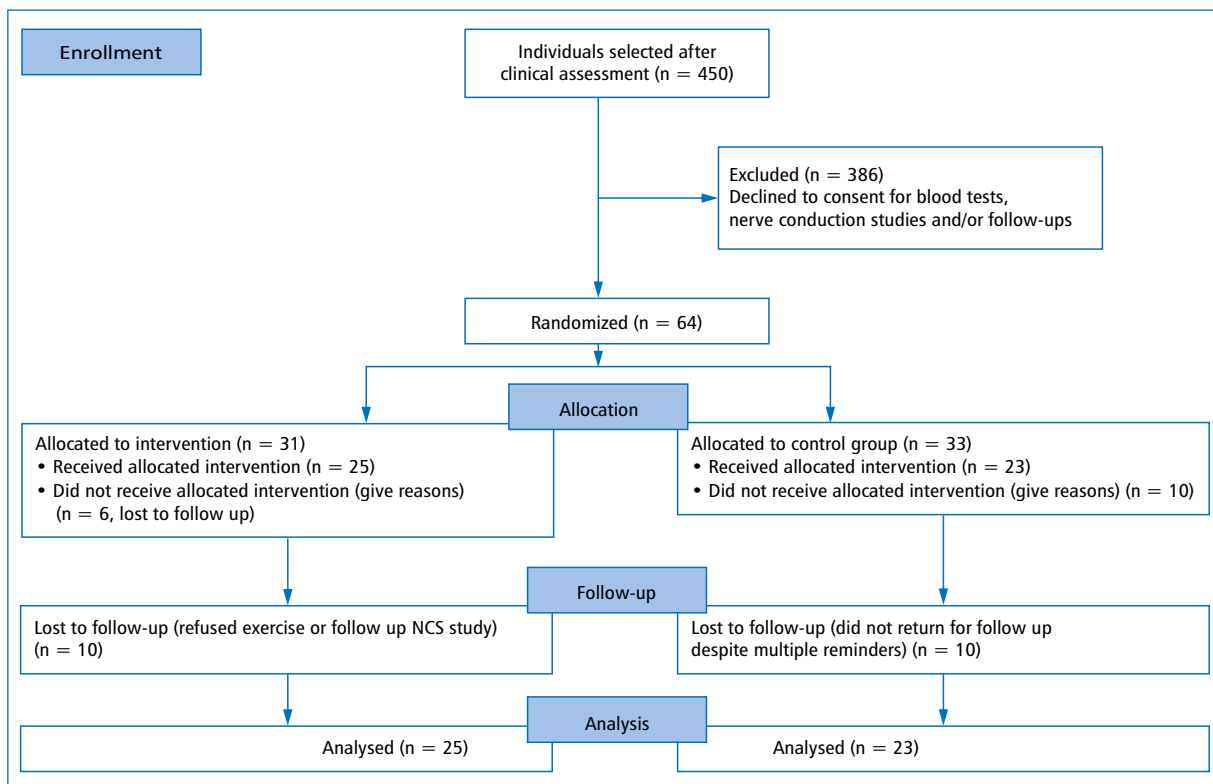 Enrollment
Individuals selected after
clinical assessment (n = 450)
Excluded (n = 386)
Declined to consent for blood tests,
nerve conduction studies and/or follow-ups
Randomized (n = 64)
Allocation
Allocated to intervention (n = 31)
• Received allocated intervention (n = 25)
• Did not receive allocated intervention (give reasons)
(n = 6, lost to follow up)
Allocated to control group (n = 33)
• Received allocated intervention (n = 23)
• Did not receive allocated intervention (give reasons) (n = 10)
Follow-up
Lost to follow-up (refused exercise or follow up NCS study)
(n = 10)
Lost to follow-up (did not return for follow up
despite multiple reminders) (n = 10)
Analysis
Analysed (n = 25)
Analysed (n = 23)